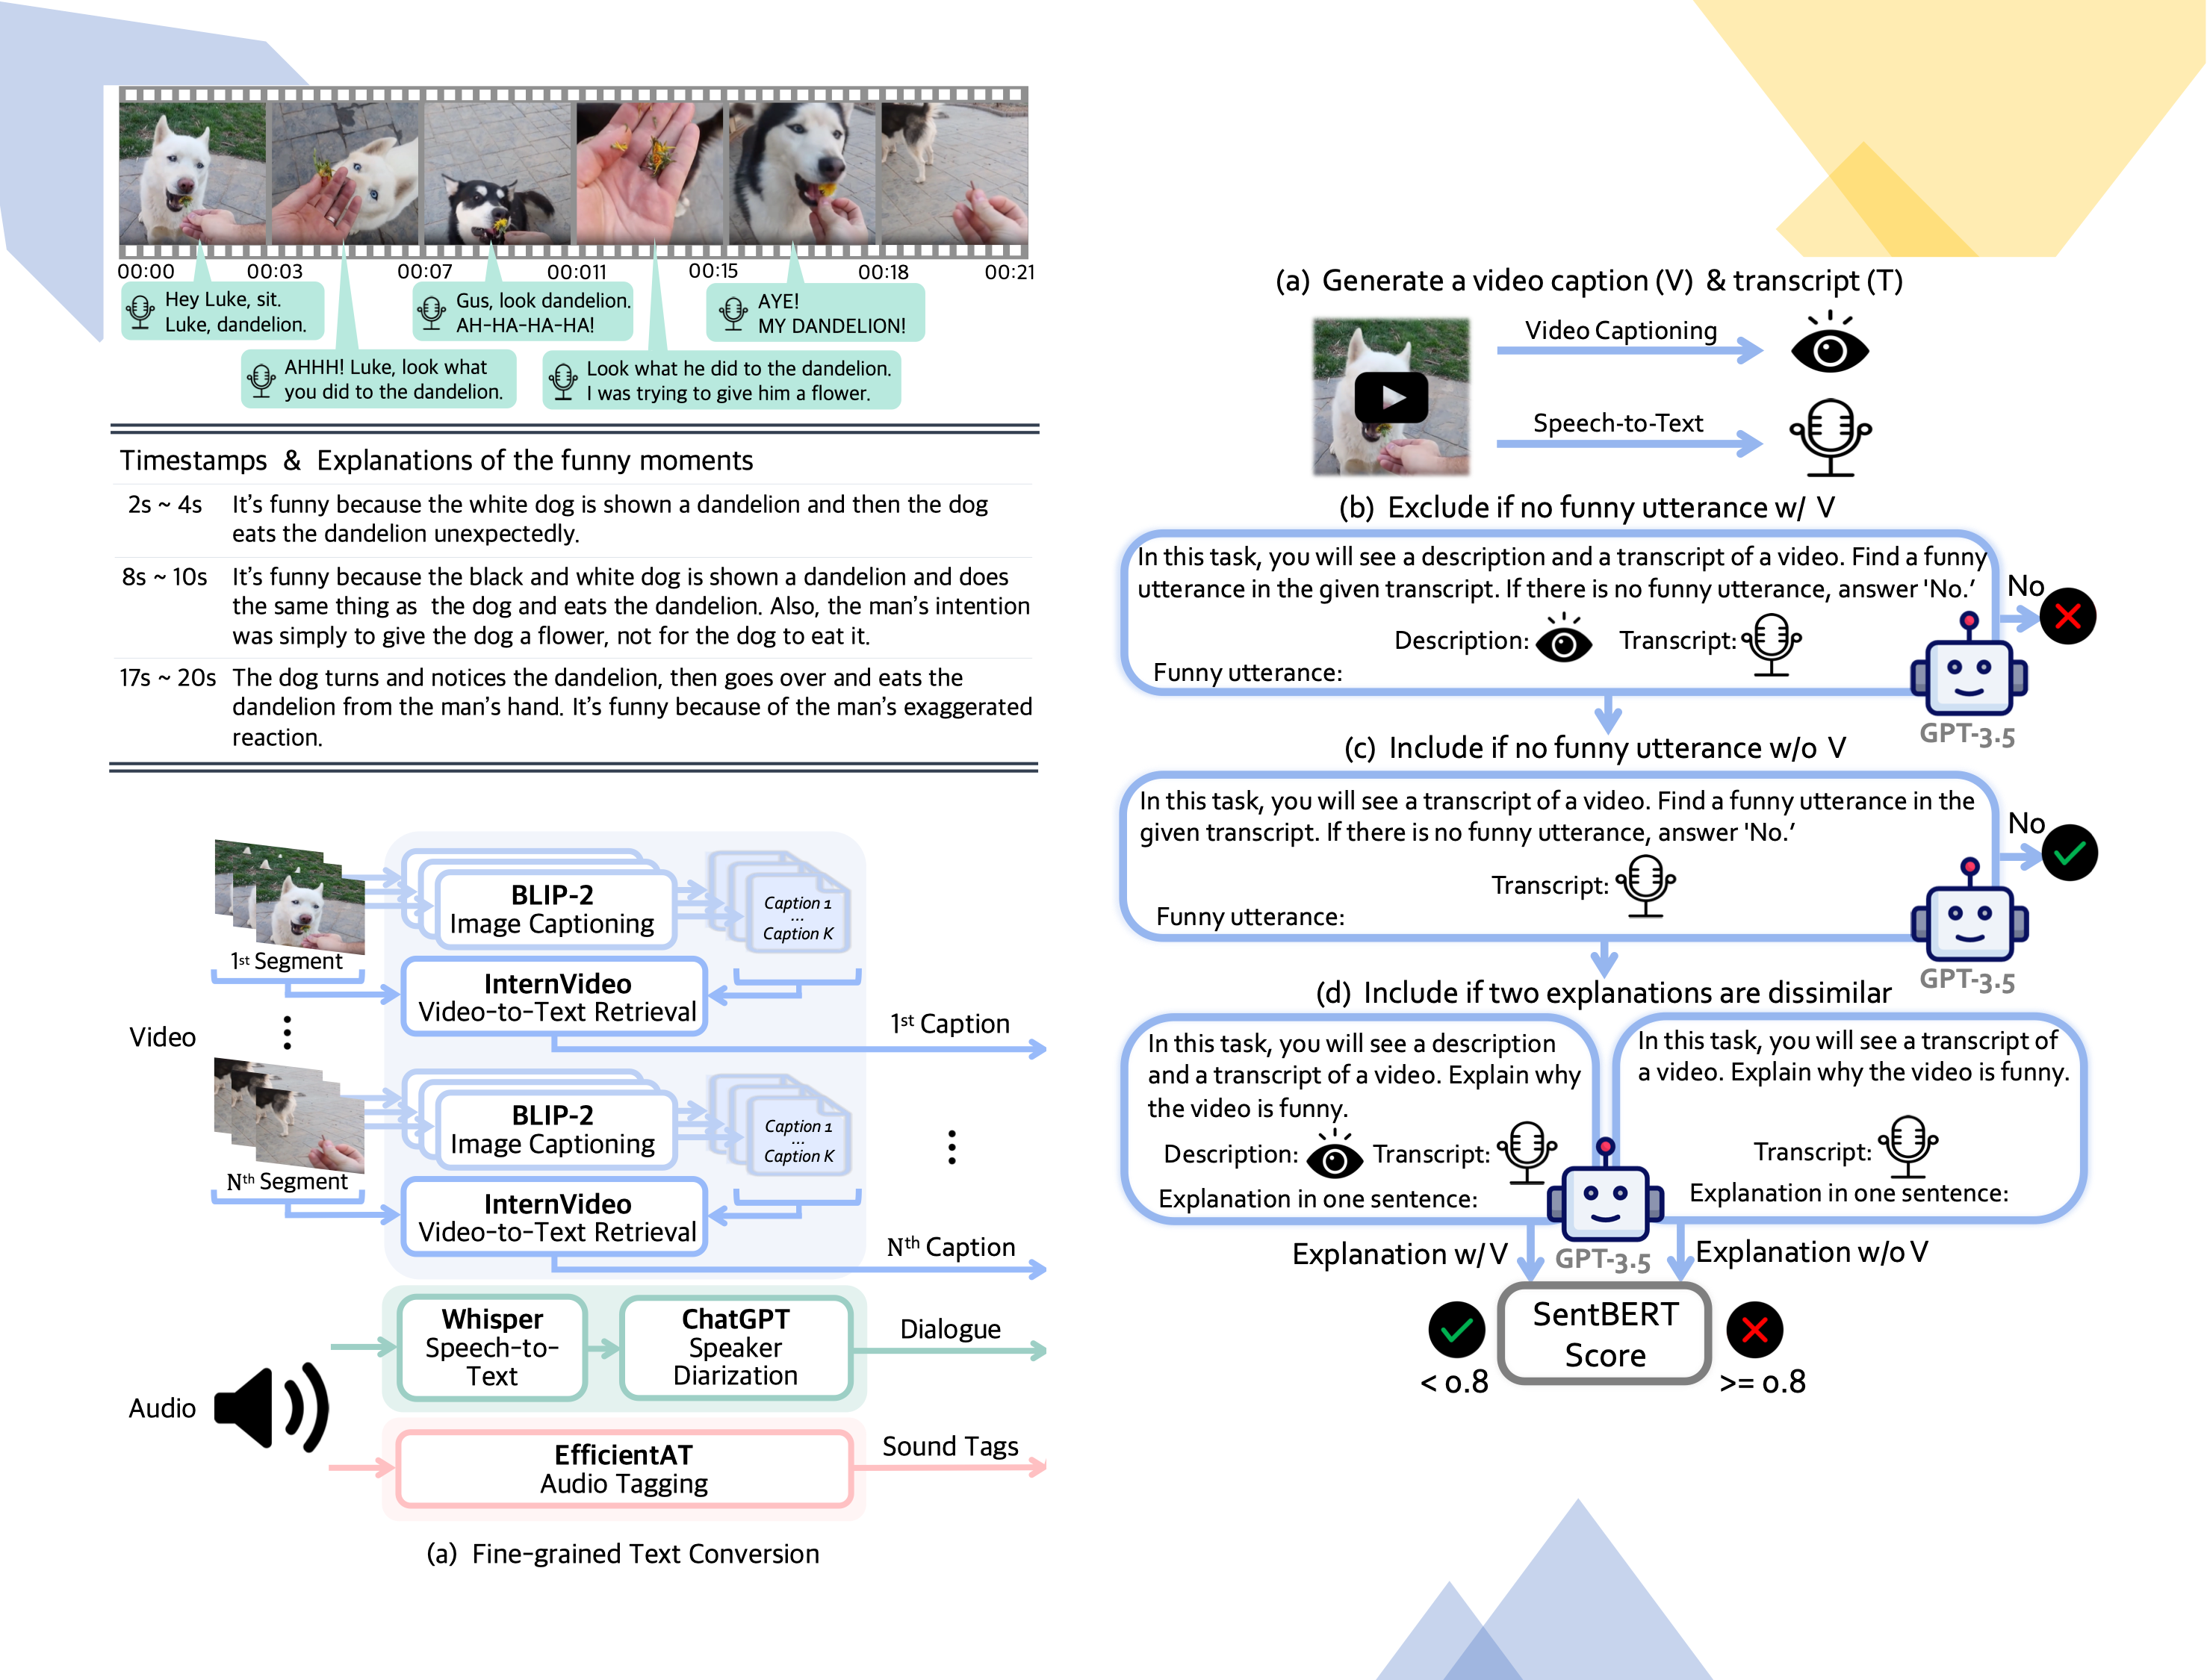 00:00
00:03
00:07
00:011
00:15
00:18
00:21
Hey Luke, sit.
Luke, dandelion.
Gus, look dandelion.
AH-HA-HA-HA!
AYE!
MY DANDELION!
AHHH! Luke, look what
you did to the dandelion.
Look what he did to the dandelion.
I was trying to give him a flower.
Timestamps & Explanations of the funny moments
2s ~ 4s It's funny because the white dog is shown a dandelion and then the dog
eats the dandelion unexpectedly.
8s ~ 10s It's funny because the black and white dog is shown a dandelion and does
the same thing as the dog and eats the dandelion. Also, the man's intention
was simply to give the dog a flower, not for the dog to eat it.
17s ~ 20s The dog turns and notices the dandelion, then goes over and eats the
dandelion from the man's hand. It's funny because of the man's exaggerated
reaction.
Video
1st Segment
BLIP-2
Image Captioning
Caption 1
...
Caption K
InternVideo
Video-to-Text Retrieval
1st Caption
Nth Segment
BLIP-2
Image Captioning
Caption 1
...
Caption K
InternVideo
Video-to-Text Retrieval
Nth Caption
Audio
Whisper
Speech-to-
Text
ChatGPT
Speaker
Diarization
Dialogue
EfficientAT
Audio Tagging
Sound Tags
(a) Fine-grained Text Conversion
(a) Generate a video caption (V) & transcript (T)
Video Captioning
Speech-to-Text
(b) Exclude if no funny utterance w/ V
In this task, you will see a description and a transcript of a video. Find a funny
utterance in the given transcript. If there is no funny utterance, answer 'No.'
Description:
Transcript:
Funny utterance:
No
GPT-3.5
(c) Include if no funny utterance w/o V
In this task, you will see a transcript of a video. Find a funny utterance in the
given transcript. If there is no funny utterance, answer 'No.'
Transcript:
Funny utterance:
No
GPT-3.5
(d) Include if two explanations are dissimilar
In this task, you will see a description
and a transcript of a video. Explain why
the video is funny.
Description:
Transcript:
Explanation in one sentence:
In this task, you will see a transcript of
a video. Explain why the video is funny.
Transcript:
Explanation in one sentence:
GPT-3.5
Explanation w/ V
Explanation w/o V
SentBERT
Score
< 0.8
>= 0.8